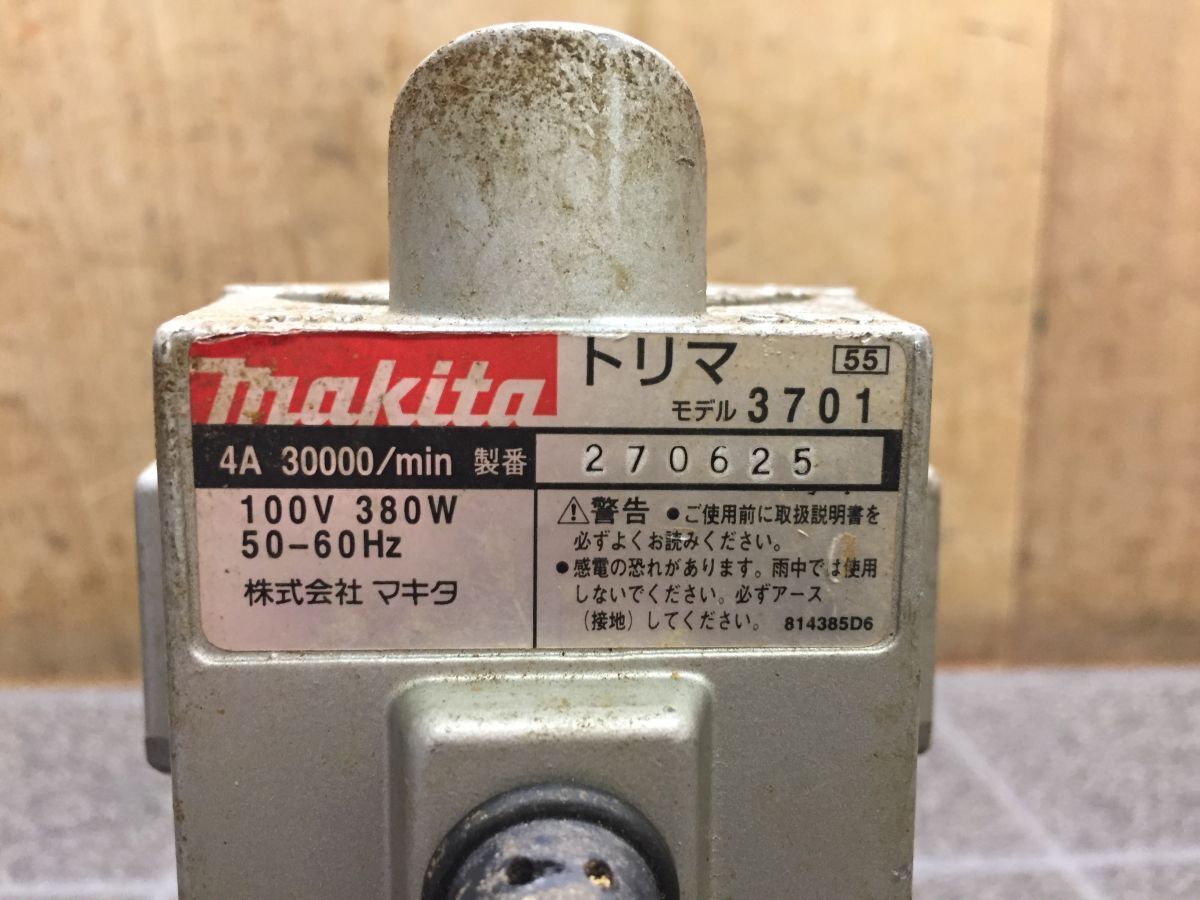 makita
トリマ 55
モデル 3701
4A 30000/min 製番 270625
100V 380W
50-60Hz
株式会社 マキタ
⚠警告 ●ご使用前に取扱説明書を
必ずよくお読みください。
●感電の恐れがあります。雨中では使用
しないでください。必ずアース
(接地)してください。 814385D6